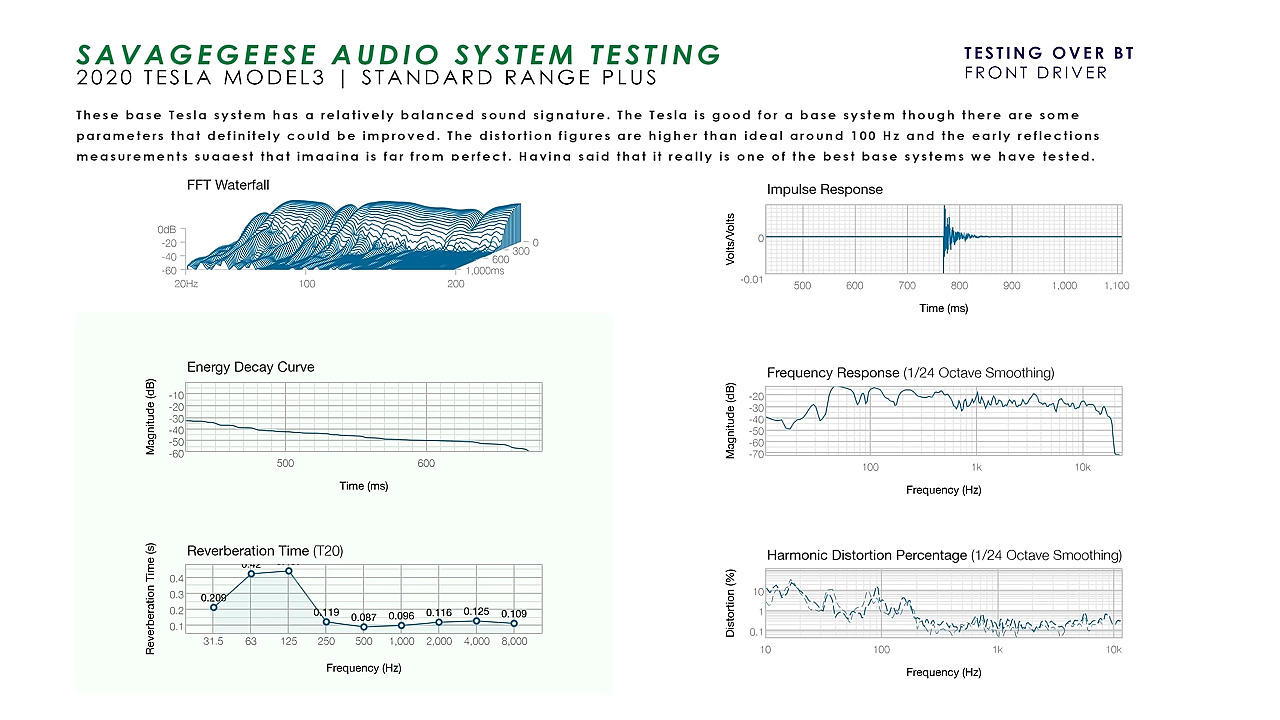 SAVAGEGEESE AUDIO SYSTEM TESTING
2020 TESLA MODEL3 | STANDARD RANGE PLUS
TESTING OVER BT
FRONT DRIVER
These base Tesla system has a relatively balanced sound signature. The Tesla is good for a base system though there are some
parameters that definitely could be improved. The distortion figures are higher than ideal around 100 Hz and the early reflections
measurements suggest that imaging is far from perfect. Having said that it really is one of the best base systems we have tested.
FFT Waterfall
0dB
-20
-40
-60
20Hz
100
200
1,000ms
600
300
0
Impulse Response
Volts/Volts
0
-0.01
500 600 700 800 900 1,000 1,100
Time (ms)
Energy Decay Curve
Magnitude (dB)
-10
-20
-30
-40
-50
-60
500 600
Time (ms)
Frequency Response (1/24 Octave Smoothing)
Magnitude (dB)
-20
-30
-40
-50
-60
-70
100 1k 10k
Frequency (Hz)
Reverberation Time (T20)
Reverberation Time (s)
0.4
0.3
0.2
0.1
0.209 0.42 0.119 0.087 0.096 0.116 0.125 0.109
31.5 63 125 250 500 1,000 2,000 4,000 8,000
Frequency (Hz)
Harmonic Distortion Percentage (1/24 Octave Smoothing)
Distortion (%)
10
1
0.1
10 100 1k 10k
Frequency (Hz)